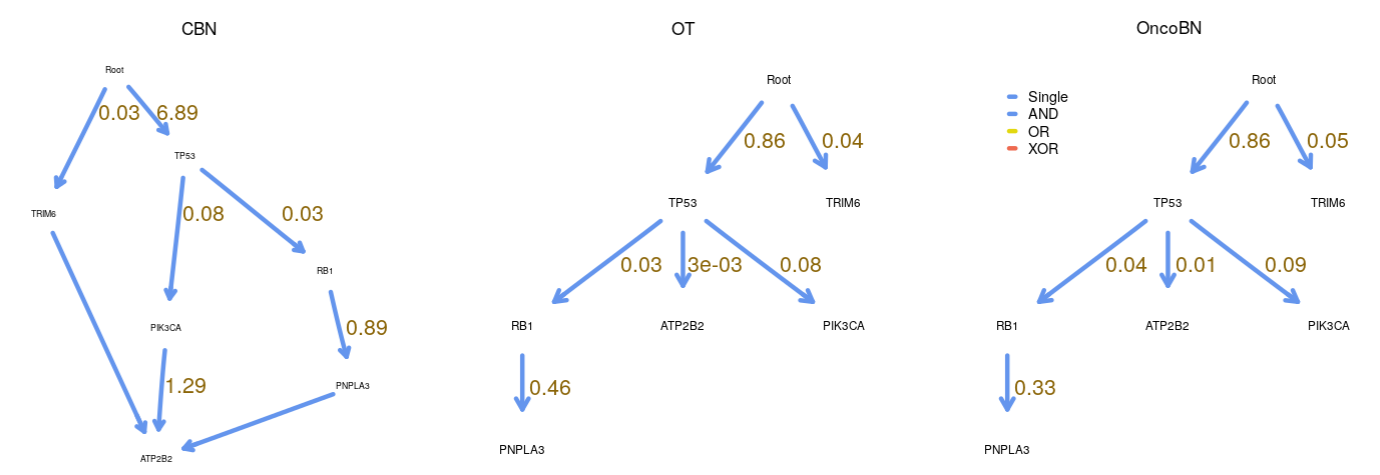 CBN
Root
0.03
6.89
TP53
TRIM6
0.08
0.03
RB1
PIK3CA
0.89
1.29
PNPLA3
ATP2B2
OT
Root
0.86
0.04
TP53
TRIM6
0.03
3e-03
0.08
RB1
ATP2B2
PIK3CA
0.46
PNPLA3
OncoBN
Single
AND
OR
XOR
Root
0.86
0.05
TP53
TRIM6
0.04
0.01
0.09
RB1
ATP2B2
PIK3CA
0.33
PNPLA3